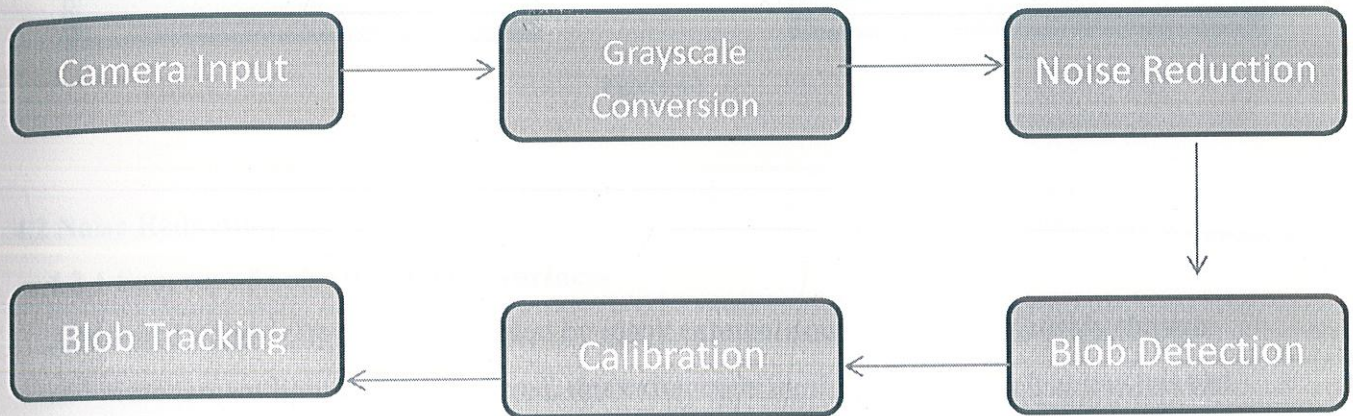 Camera Input
Grayscale
Conversion
Noise Reduction
Blob Detection
Calibration
Blob Tracking